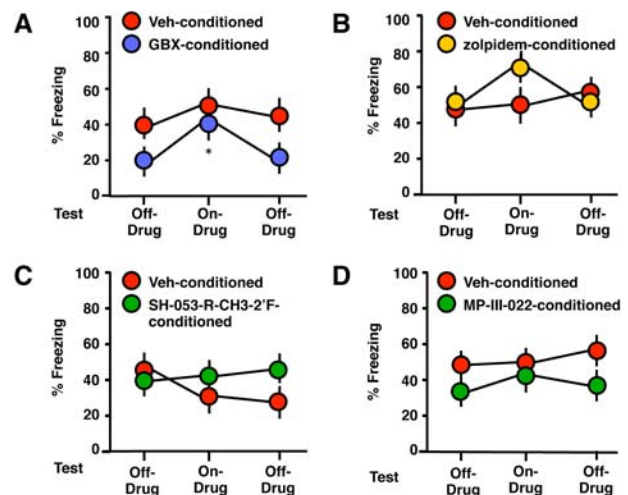 A
Veh-conditioned
GBX-conditioned
% Freezing
100
80
60
40
20
0
*
Test
Off-
Drug
On-
Drug
Off-
Drug
B
Veh-conditioned
zolpidem-conditioned
% Freezing
100
80
60
40
20
0
Test
Off-
Drug
On-
Drug
Off-
Drug
C
Veh-conditioned
SH-053-R-CH3-2'F-
conditioned
% Freezing
100
80
60
40
20
0
Test
Off-
Drug
On-
Drug
Off-
Drug
D
Veh-conditioned
MP-III-022-conditioned
% Freezing
100
80
60
40
20
0
Test
Off-
Drug
On-
Drug
Off-
Drug